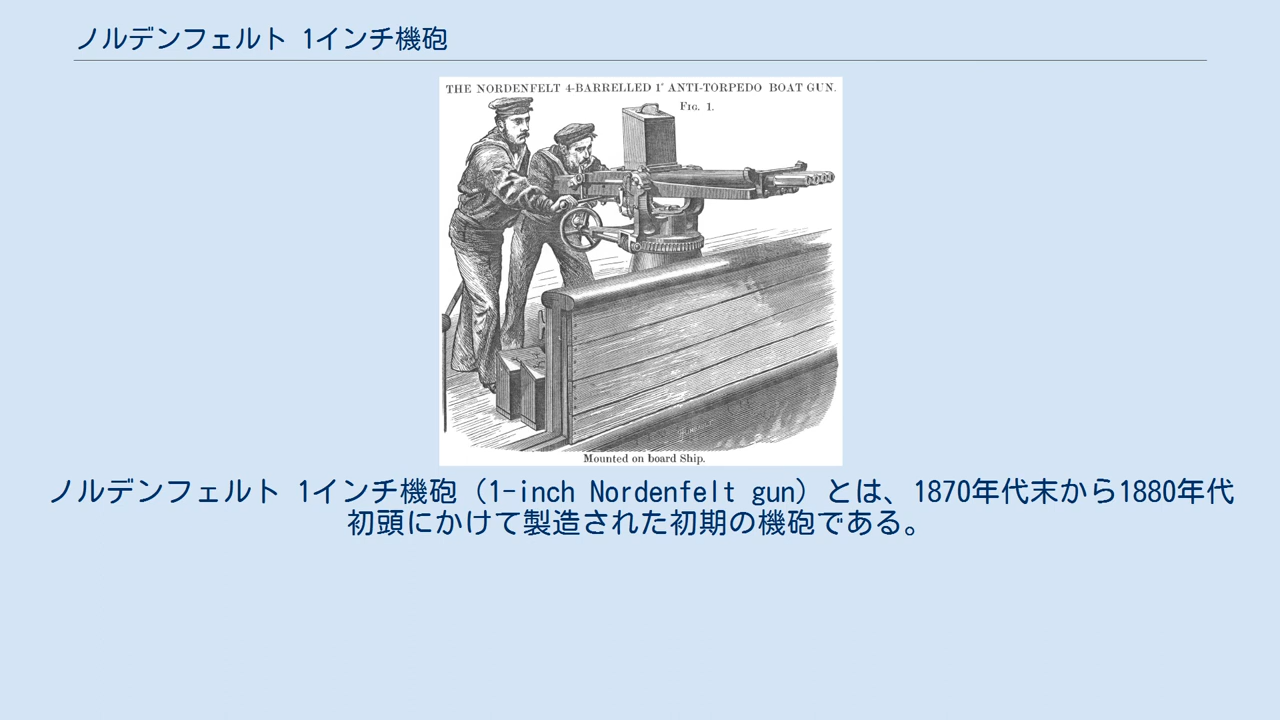 ノルデンフェルト 1インチ機砲
THE NORDENFELT 4-BARRELLED 1" ANTI-TORPEDO BOAT GUN.
FIG. 1.
Mounted on board Ship.
ノルデンフェルト 1インチ機砲（1-inch Nordenfelt gun）とは、1870年代末から1880年代
初頭にかけて製造された初期の機砲である。